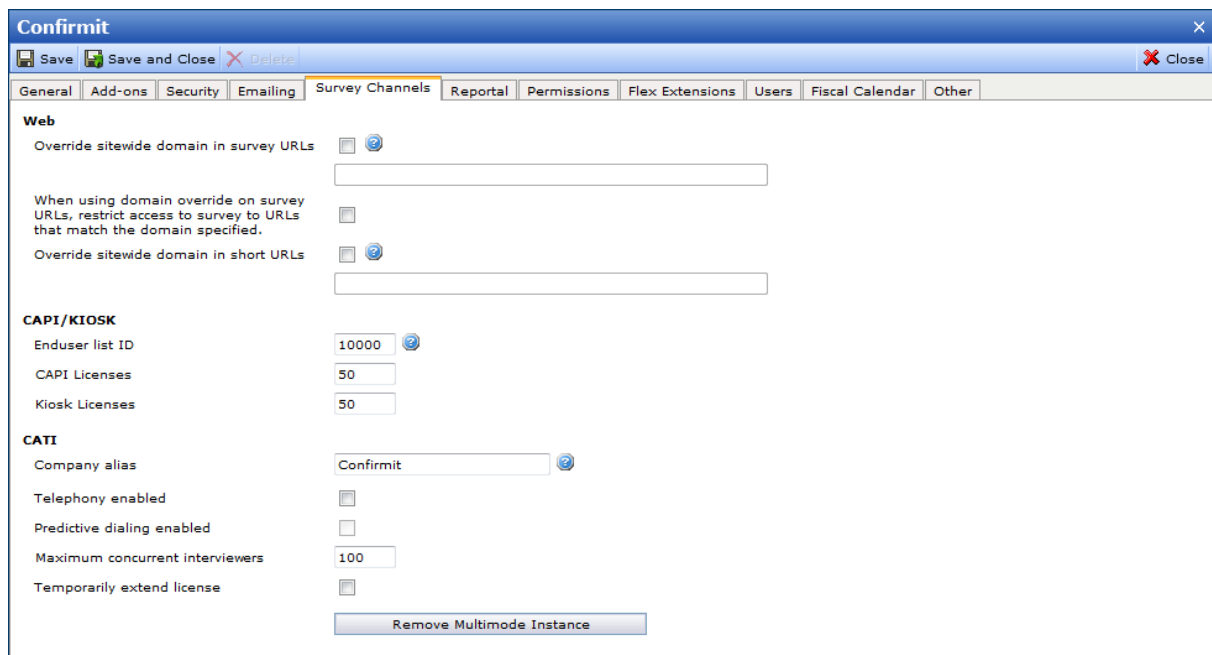 Confirmit
Save Save and Close Delete Close
General Add-ons Security Emailing Survey Channels Reportal Permissions Flex Extensions Users Fiscal Calendar Other
Web
Override sitewide domain in survey URLs
When using domain override on survey
URLs, restrict access to survey to URLs
that match the domain specified.
Override sitewide domain in short URLs
CAPI/KIOSK
Enduser list ID 10000
CAPI Licenses 50
Kiosk Licenses 50
CATI
Company alias Confirmit
Telephony enabled
Predictive dialing enabled
Maximum concurrent interviewers 100
Temporarily extend license
Remove Multimode Instance